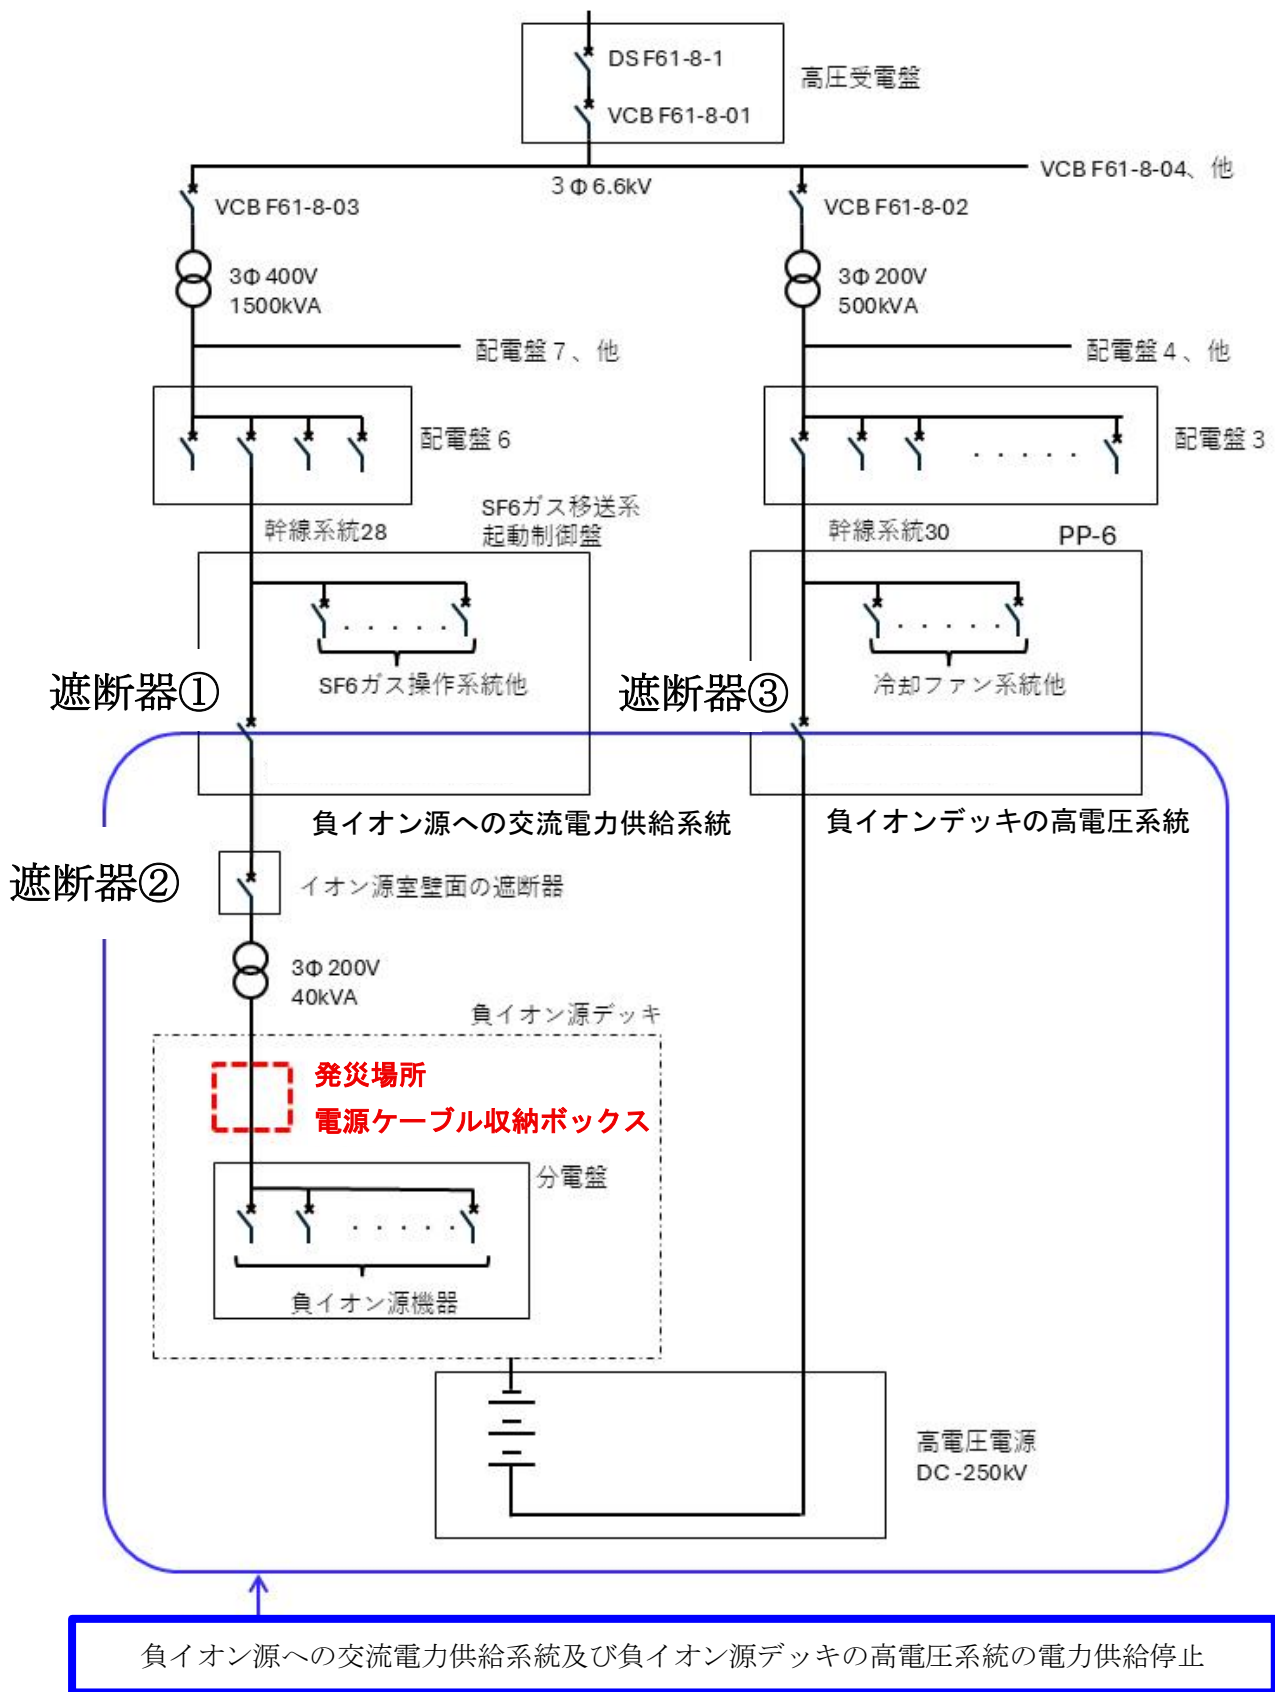 DS F61-8-1
高圧受電盤
VCB F61-8-01
VCB F61-8-04、他
3Φ6.6kV
VCB F61-8-03
VCB F61-8-02
3Φ 400V
1500kVA
3Φ 200V
500kVA
配電盤7、他
配電盤4、他
配電盤6
配電盤3
SF6ガス移送系
起動制御盤
幹線系統28
幹線系統30
PP-6
・・・・・
・・・・・
・・・・・
SF6ガス操作系統他
冷却ファン系統他
遮断器①
遮断器③
負イオン源への交流電力供給系統
負イオンデッキの高電圧系統
遮断器②
イオン源室壁面の遮断器
3Φ 200V
40kVA
負イオン源デッキ
発災場所
電源ケーブル収納ボックス
分電盤
・・・・・
負イオン源機器
高電圧電源
DC -250kV
負イオン源への交流電力供給系統及び負イオン源デッキの高電圧系統の電力供給停止